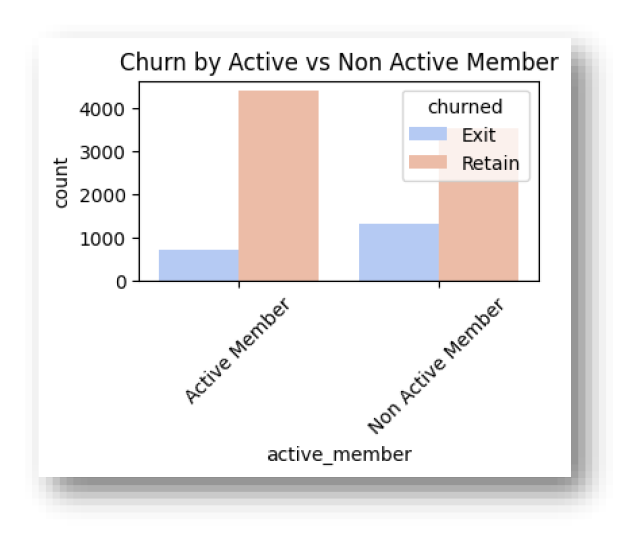 Churn by Active vs Non Active Member
churned
Exit
Retain
count
4000
3000
2000
1000
0
Active Member
Non Active Member
active_member